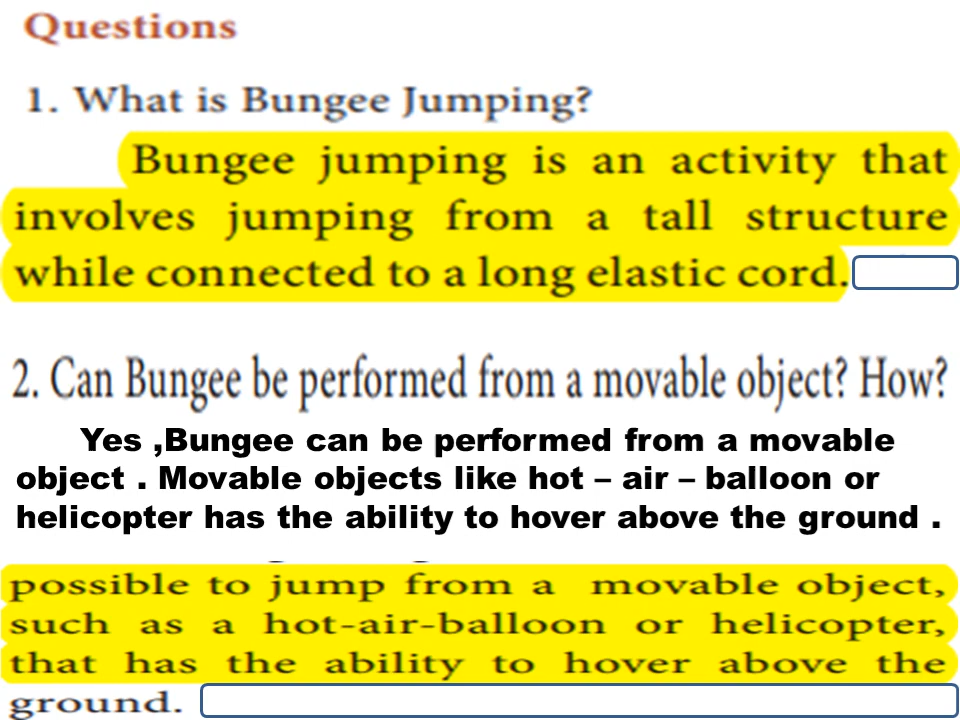 Questions
1. What is Bungee Jumping?
Bungee jumping is an activity that
involves jumping from a tall structure
while connected to a long elastic cord.
2. Can Bungee be performed from a movable object? How?
Yes ,Bungee can be performed from a movable
object . Movable objects like hot – air – balloon or
helicopter has the ability to hover above the ground .
possible to jump from a movable object,
such as a hot-air-balloon or helicopter,
that has the ability to hover above the
ground.